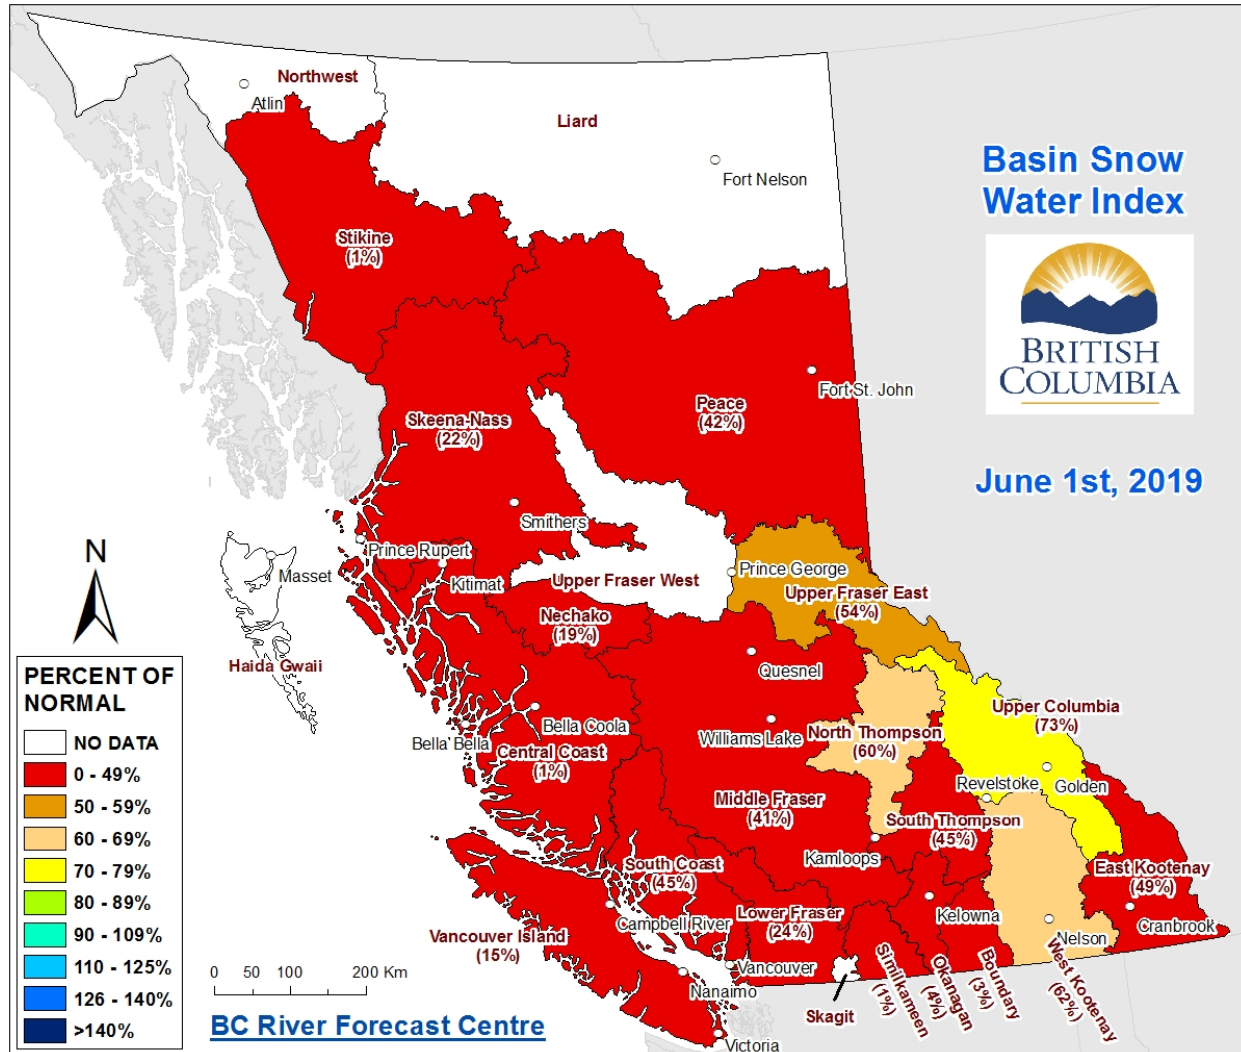 Northwest
Atlin
Liard
Fort Nelson
Basin Snow
Water Index
BRITISH
COLUMBIA
June 1st, 2019
Stikine
(1%)
Fort St. John
Peace
(42%)
Skeena-Nass
(22%)
Smithers
Prince Rupert
Kitimat
Masset
Haida Gwaii
Upper Fraser West
Prince George
Upper Fraser East
(54%)
Nechako
(19%)
Quesnel
Bella Coola
Bella Bella
Central Coast
(1%)
Williams Lake
North Thompson
(60%)
Upper Columbia
(73%)
Revelstoke
Golden
Middle Fraser
(41%)
South Thompson
(45%)
Kamloops
South Coast
(45%)
East Kootenay
(49%)
Campbell River
Lower Fraser
(24%)
Kelowna
Cranbrook
Nelson
Vancouver Island
(15%)
Vancouver
Nanaimo
Victoria
Skagit
Similkameen
(1%)
Okanagan
(4%)
Boundary
(3%)
West Kootenay
(62%)
N
PERCENT OF
NORMAL
NO DATA
0 - 49%
50 - 59%
60 - 69%
70 - 79%
80 - 89%
90 - 109%
110 - 125%
126 - 140%
>140%
0 50 100 200 Km
BC River Forecast Centre